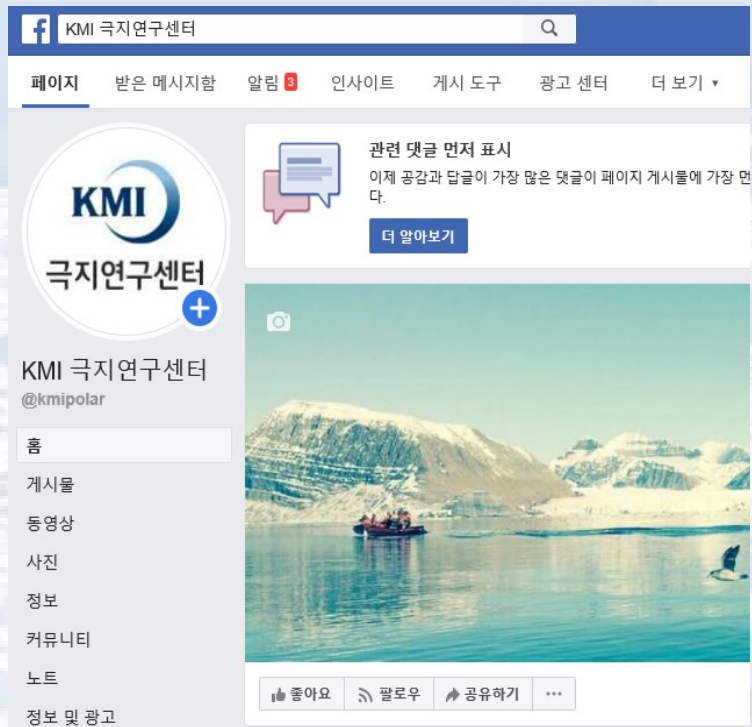 KMI 극지연구센터
페이지 받은 메시지함 알림 3 인사이트 게시 도구 광고 센터 더 보기
관련 댓글 먼저 표시
이제 공감과 답글이 가장 많은 댓글이 페이지 게시물에 가장 먼
다.
더 알아보기
KMI
극지연구센터
KMI 극지연구센터
@kmipolar
홈
게시물
동영상
사진
정보
커뮤니티
노트
정보 및 광고
좋아요 팔로우 공유하기 ...